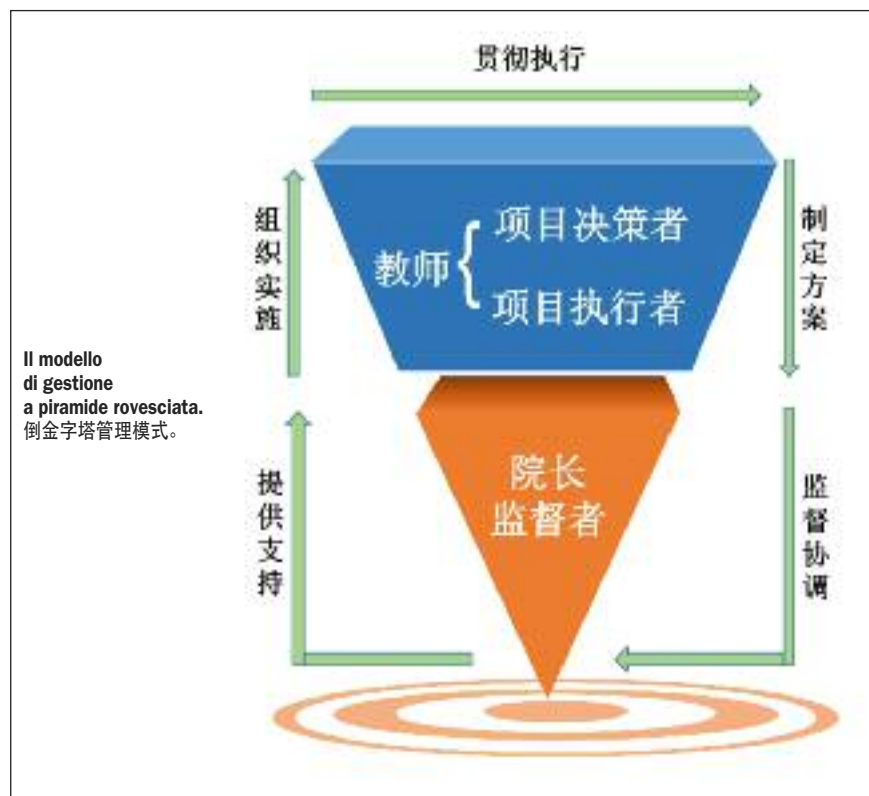 贯彻执行
组织实施
教师
项目决策者
项目执行者
制定方案
Il modello
di gestione
a piramide rovesciata.
倒金字塔管理模式。
提供支持
院长
监督者
监督协调